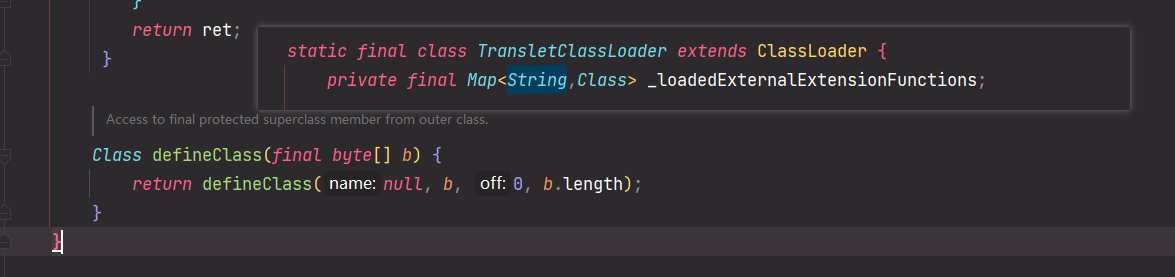 }
return ret;
}
static final class TransletClassLoader extends ClassLoader {
private final Map<String,Class> _loadedExternalExtensionFunctions;
Access to final protected superclass member from outer class.
Class defineClass(final byte[] b) {
return defineClass( name: null, b, off: 0, b.length);
}
}